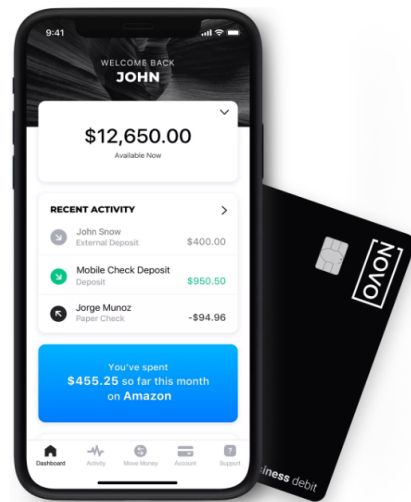 9:41
WELCOME BACK
JOHN
$12,650.00
Available Now
RECENT ACTIVITY
John Snow
External Deposit
$400.00
Mobile Check Deposit
Deposit
$950.50
Jorge Munoz
Paper Check
-$94.96
You've spent
$455.25 so far this month
on Amazon
Dashboard
Activity
Move Money
Account
Support
?
NOVO
iness debit